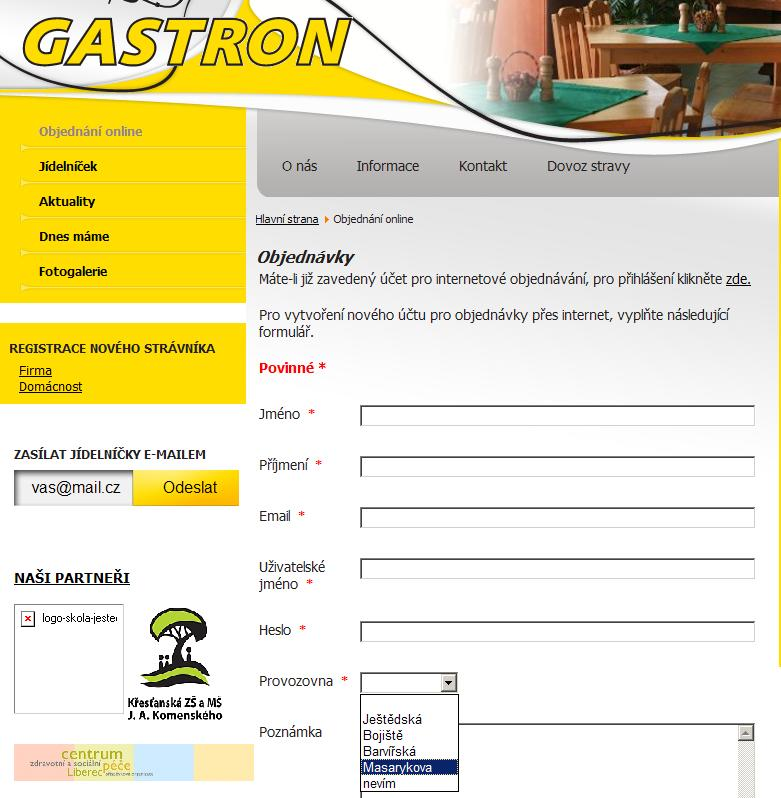 GASTRON
Objednání online
Jídelníček
Aktuality
Dnes máme
Fotogalerie
REGISTRACE NOVÉHO STRÁVNÍKA
Firma
Domácnost
ZASÍLAT JÍDELNÍČKY E-MAILEM
vas@mail.cz Odeslat
NAŠI PARTNEŘI
logo-skola-jested
Křesťanská ZŠ a MŠ
J. A. Komenského
centrum
zdravotní a sociální péče
Liberec
O nás Informace Kontakt Dovoz stravy
Hlavní strana Objednání online
Objednávky
Máte-li již zavedený účet pro internetové objednávání, pro přihlášení klikněte zde.
Pro vytvoření nového účtu pro objednávky přes internet, vyplňte následující
formulář.
Povinné *
Jméno *
Příjmení *
Email *
Uživatelské
jméno *
Heslo *
Provozovna *
Ještědská
Bojiště
Barvířská
Masarykova
nevím
Poznámka